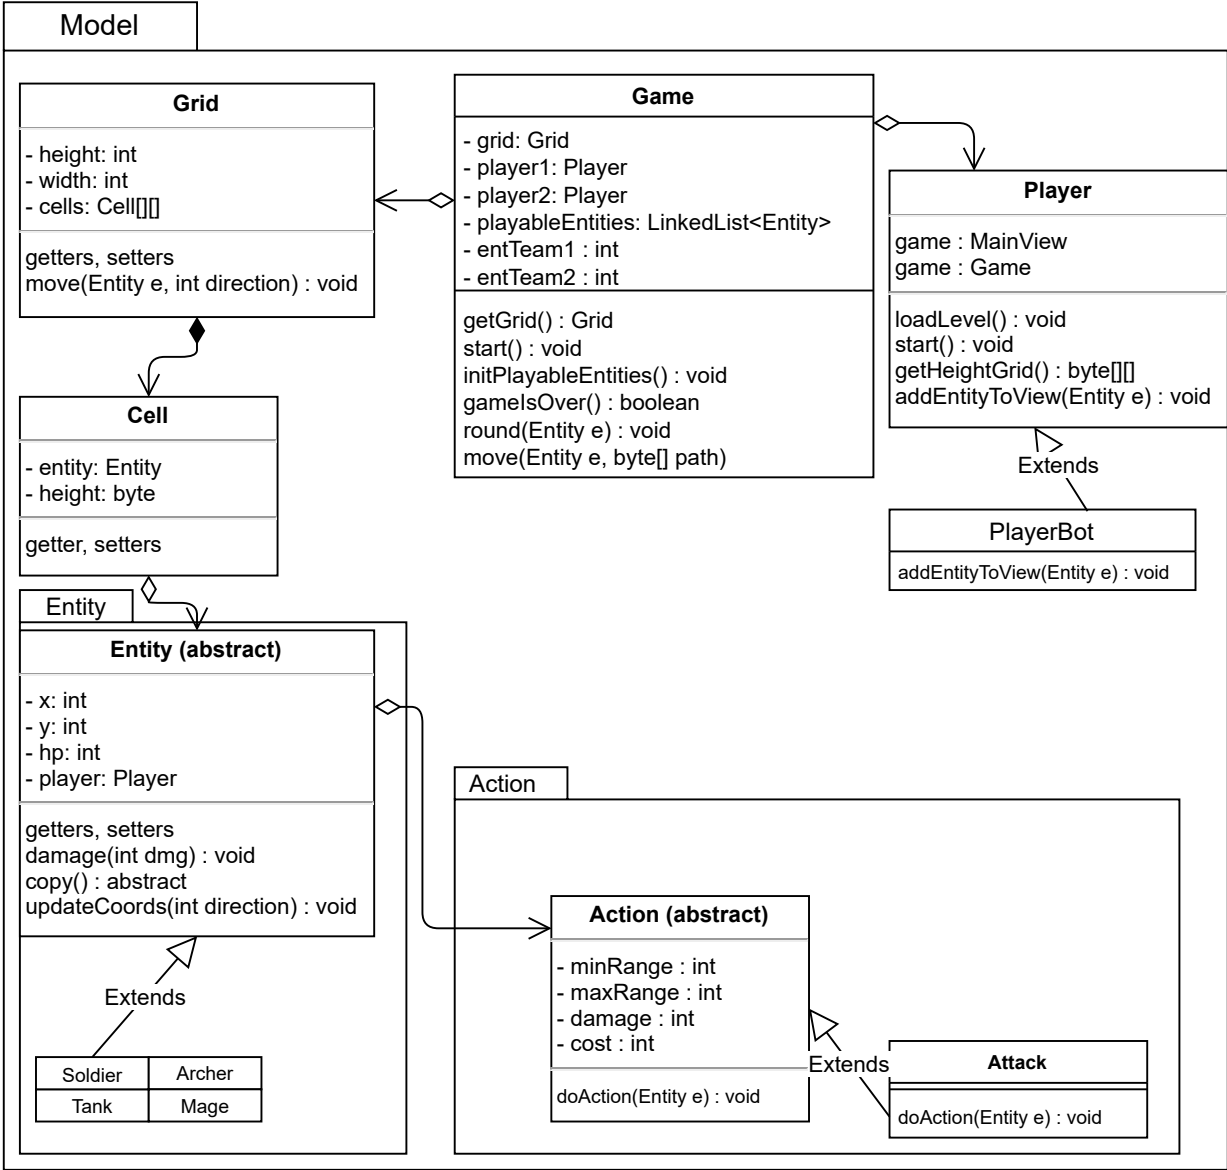 Model
Grid
- height: int
- width: int
- cells: Cell[][]
getters, setters
move(Entity e, int direction) : void
Game
- grid: Grid
- player1: Player
- player2: Player
- playableEntities: LinkedList<Entity>
- entTeam1 : int
- entTeam2 : int
getGrid() : Grid
start() : void
initPlayableEntities() : void
gameIsOver() : boolean
round(Entity e) : void
move(Entity e, byte[] path)
Player
game : MainView
game : Game
loadLevel() : void
start() : void
getHeightGrid() : byte[][]
addEntityToView(Entity e) : void
Extends
PlayerBot
addEntityToView(Entity e) : void
Cell
- entity: Entity
- height: byte
getter, setters
Entity
Entity (abstract)
- x: int
- y: int
- hp: int
- player: Player
getters, setters
damage(int dmg) : void
copy() : abstract
updateCoords(int direction) : void
Extends
Soldier
Archer
Tank
Mage
Action
Action (abstract)
- minRange : int
- maxRange : int
- damage : int
- cost : int
doAction(Entity e) : void
Extends
Attack
doAction(Entity e) : void